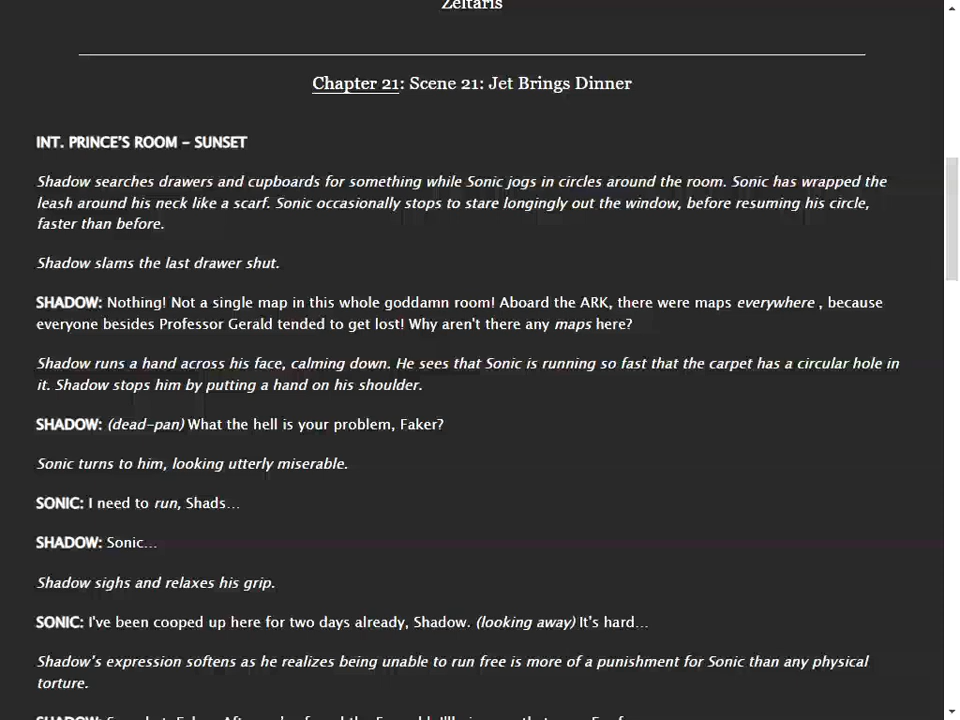 Zeltaris
Chapter 21: Scene 21: Jet Brings Dinner
INT. PRINCE'S ROOM – SUNSET
Shadow searches drawers and cupboards for something while Sonic jogs in circles around the room. Sonic has wrapped the
leash around his neck like a scarf. Sonic occasionally stops to stare longingly out the window, before resuming his circle,
faster than before.
Shadow slams the last drawer shut.
SHADOW: Nothing! Not a single map in this whole goddamn room! Aboard the ARK, there were maps everywhere , because
everyone besides Professor Gerald tended to get lost! Why aren't there any maps here?
Shadow runs a hand across his face, calming down. He sees that Sonic is running so fast that the carpet has a circular hole in
it. Shadow stops him by putting a hand on his shoulder.
SHADOW: (dead-pan) What the hell is your problem, Faker?
Sonic turns to him, looking utterly miserable.
SONIC: I need to run, Shads…
SHADOW: Sonic…
Shadow sighs and relaxes his grip.
SONIC: I've been cooped up here for two days already, Shadow. (looking away) It's hard…
Shadow's expression softens as he realizes being unable to run free is more of a punishment for Sonic than any physical
torture.